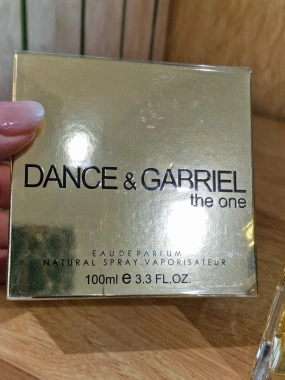 DANCE & GABRIEL
the one
EAU DE PARFUM
NATURAL SPRAY.VAPORISATEUR
100ml e 3.3 FL.OZ.